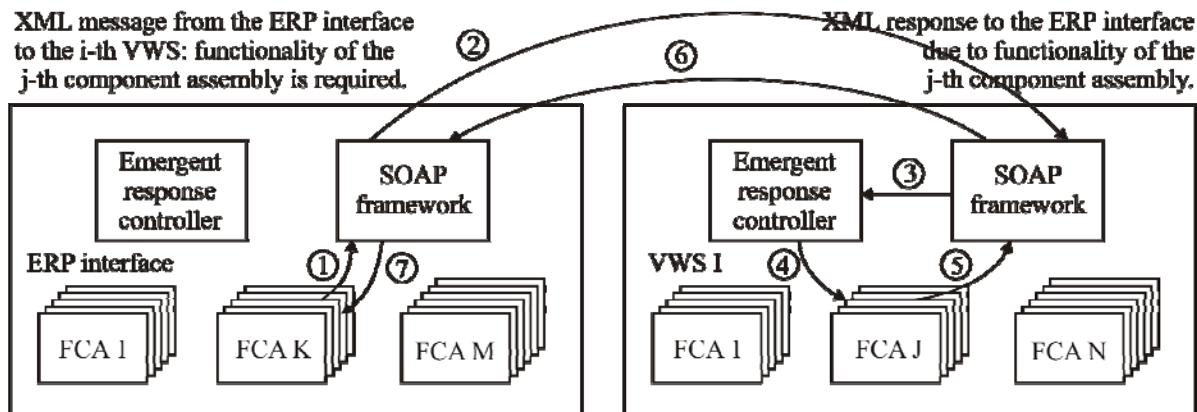 XML message from the ERP interface
to the i-th VWS: functionality of the
j-th component assembly is required.
②
⑥
XML response to the ERP interface
due to functionality of the
j-th component assembly.
Emergent
response
controller
SOAP
framework
ERP interface
①
⑦
FCA 1
FCA K
FCA M
Emergent
response
controller
③
SOAP
framework
VWS I
④
⑤
FCA 1
FCA J
FCA N